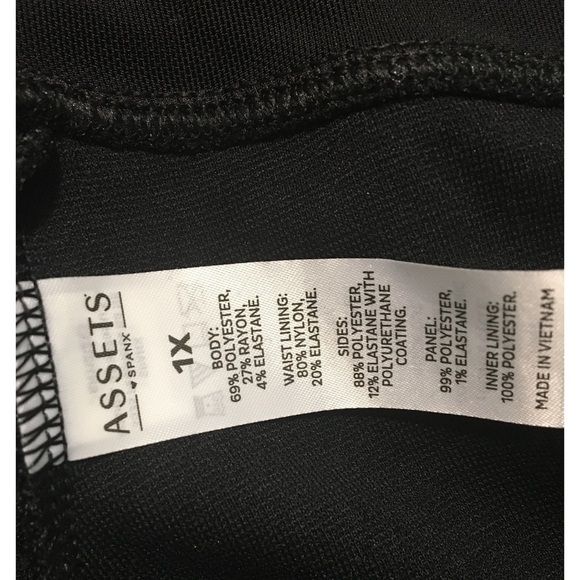 ASSETS
♥ SPANX®
1X
BODY:
69% POLYESTER,
27% RAYON,
4% ELASTANE.
WAIST LINING:
80% NYLON,
20% ELASTANE.
SIDES:
88% POLYESTER,
12% ELASTANE WITH
POLYURETHANE
COATING.
PANEL:
99% POLYESTER,
1% ELASTANE.
INNER LINING:
100% POLYESTER.
MADE IN VIETNAM